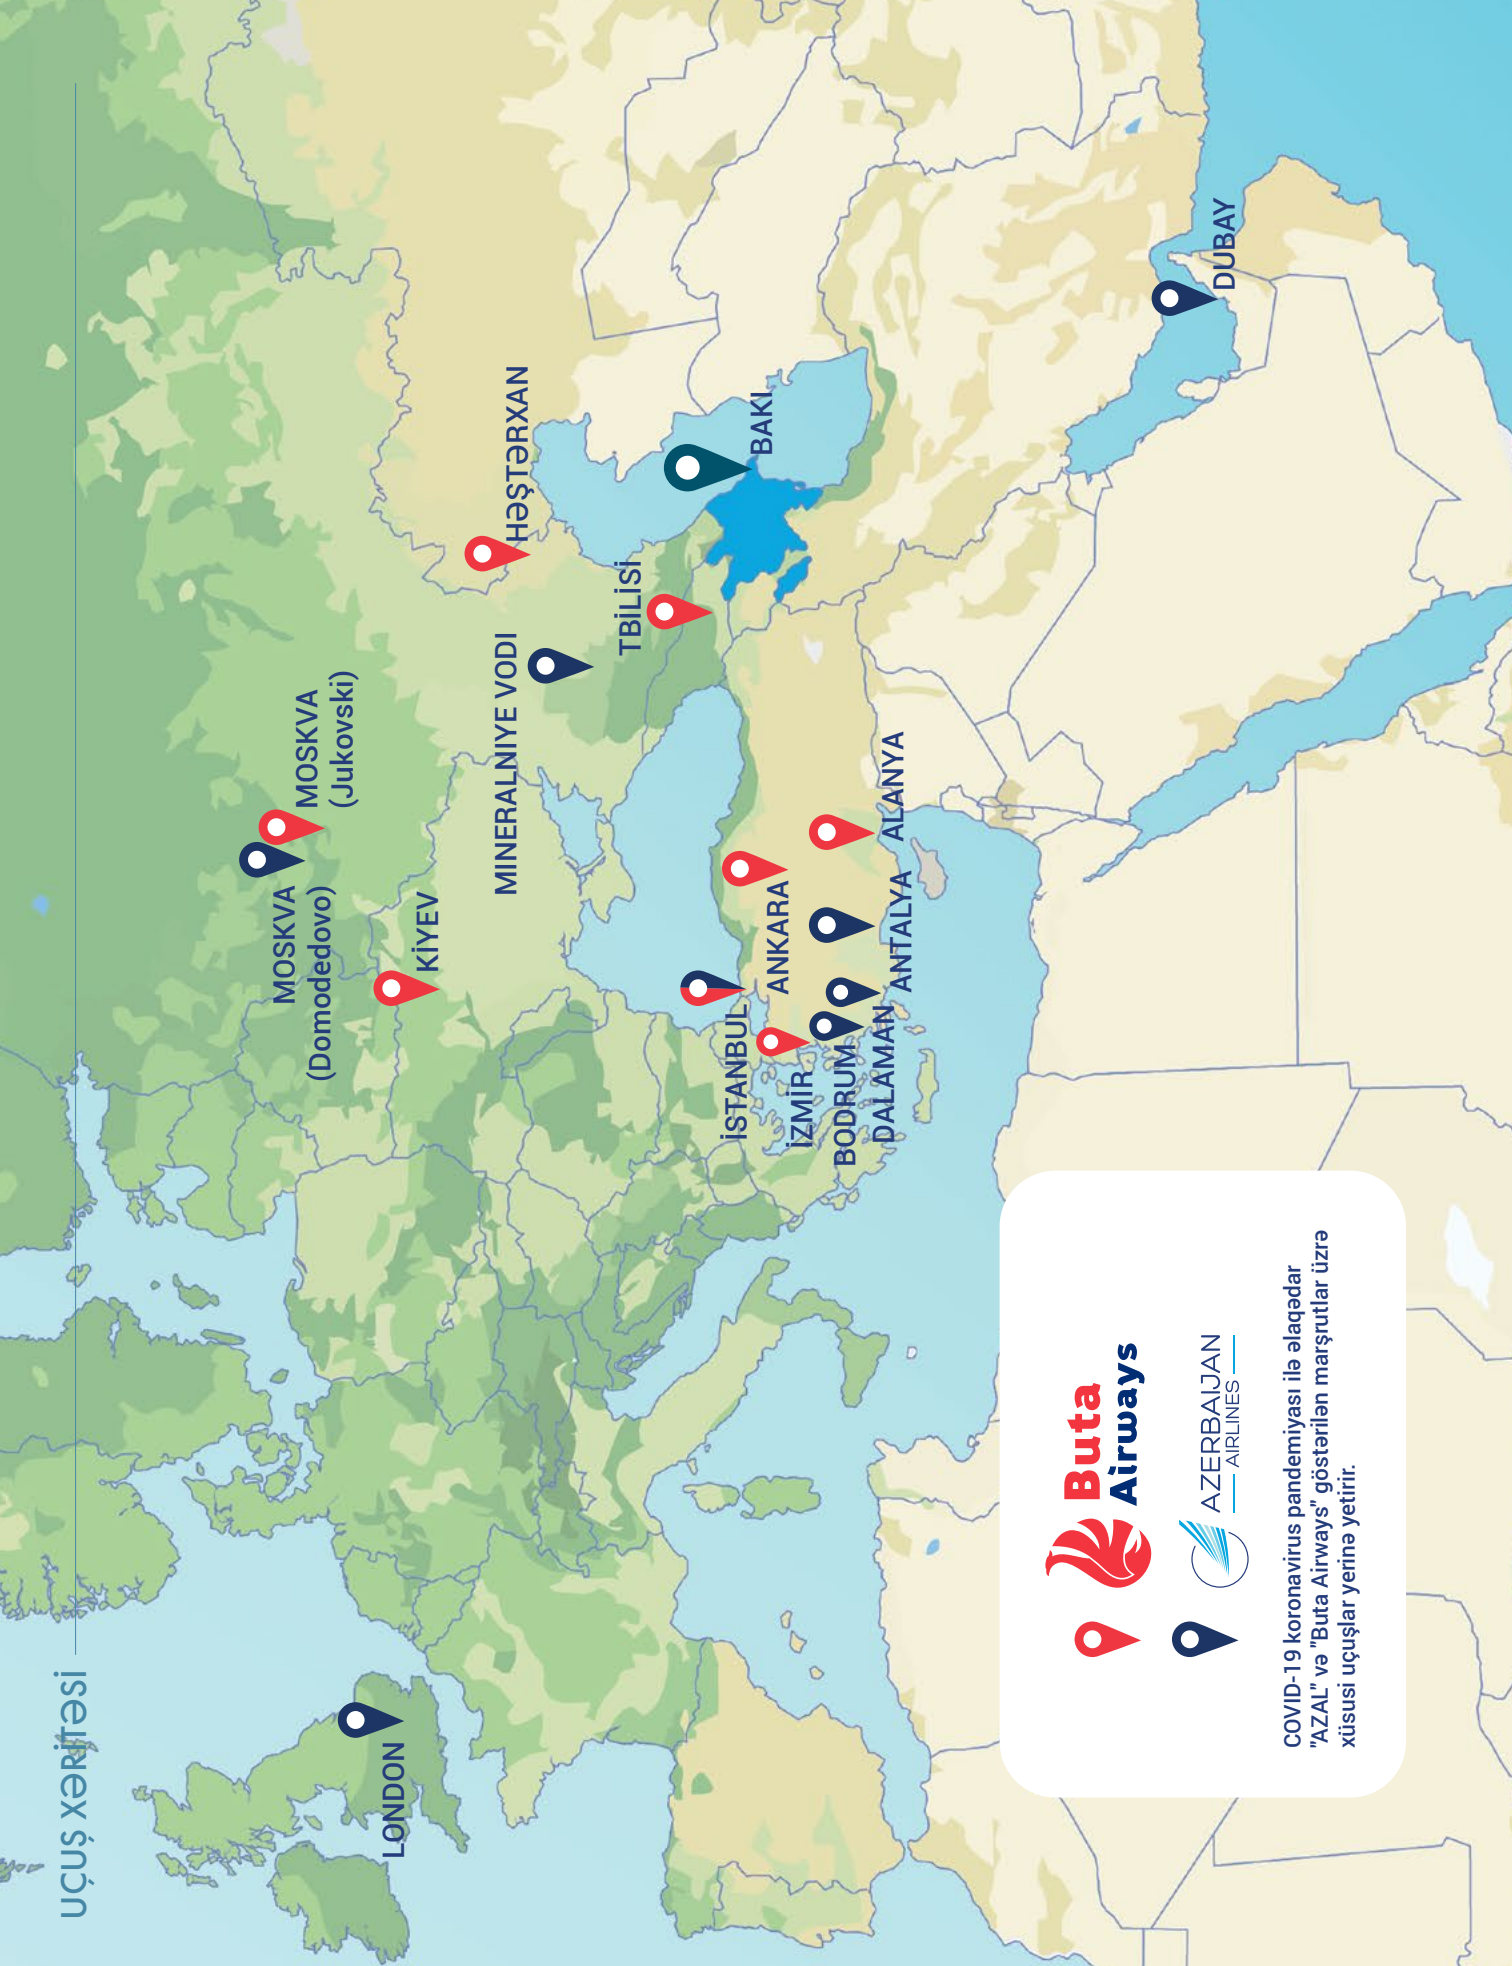 UÇUŞ XƏRİTƏSİ
LONDON
MOSKVA
(Domodedovo)
MOSKVA
(Jukovski)
KİYEV
MINERALNIYE VODI
HƏŞTƏRXAN
TBİLİSİ
BAKI
İSTANBUL
ANKARA
İZMİR
BODRUM
DALAMAN
ANTALYA
ALANYA
DUBAY
Buta
Airways
AZERBAIJAN
AIRLINES
COVID-19 koronavirus pandemiyası ilə əlaqədar
"AZAL" və "Buta Airways" göstərilən marşrutlar üzrə
xüsusi uçuşlar yerinə yetirir.